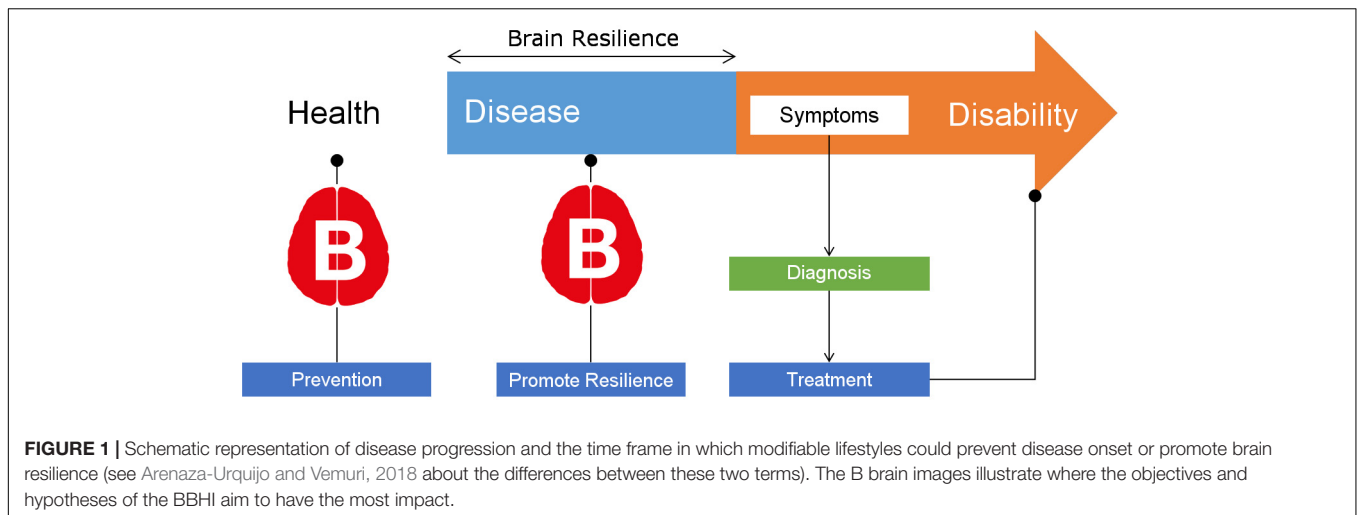 Brain Resilience
Health
Disease
Symptoms
Disability
B
B
Diagnosis
Prevention
Promote Resilience
Treatment
FIGURE 1 | Schematic representation of disease progression and the time frame in which modifiable lifestyles could prevent disease onset or promote brain
resilience (see Arenaza-Urquijo and Vemuri, 2018 about the differences between these two terms). The B brain images illustrate where the objectives and
hypotheses of the BBHI aim to have the most impact.